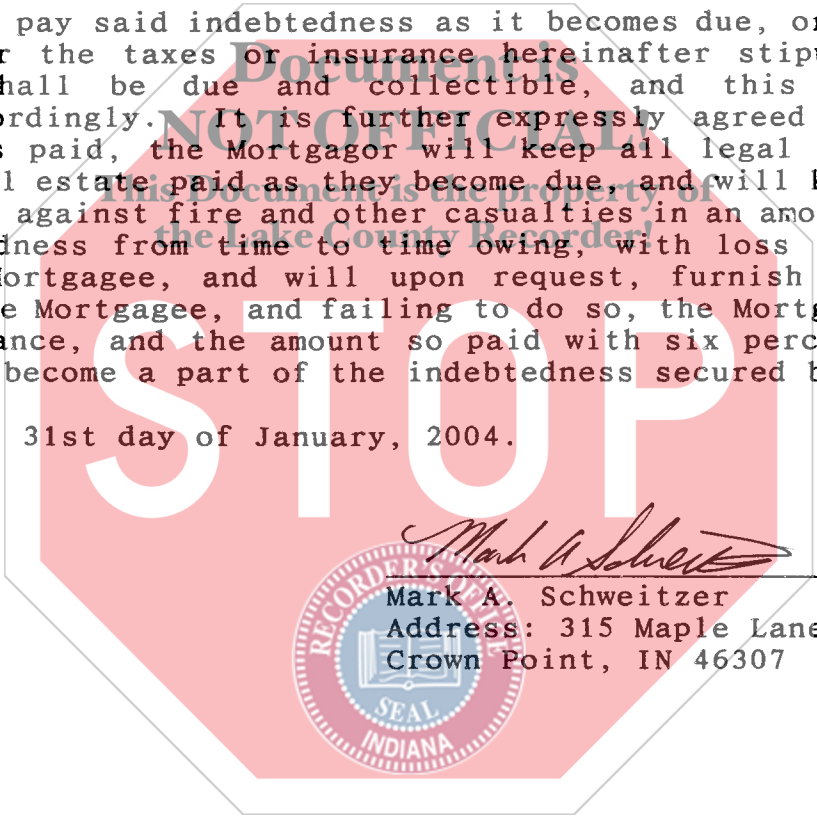 pay said indebtedness as it becomes due, or
the taxes or insurance hereinafter
hall be due and collectible, and this
ordingly. It is further expressly agreed
s paid, the Mortgagor will keep all legal
l estate paid as they become due, and will
against fire and other casualties in an amo
dness from time to time owing, with loss
ortgagee, and will upon request, furnish
e Mortgagee, and failing to do so, the Mortg
ance, and the amount so paid with six perc
become a part of the indebtedness secured b
31st day of January, 2004.
Document is
NOT OFFICIAL!
This Document is the property of
the Lake County Recorder!
STOP
Mark A Schweitzer
Mark A. Schweitzer
Address: 315 Maple Lane
Crown Point, IN 46307
RECORDER'S OFFICE
SEAL
INDIANA